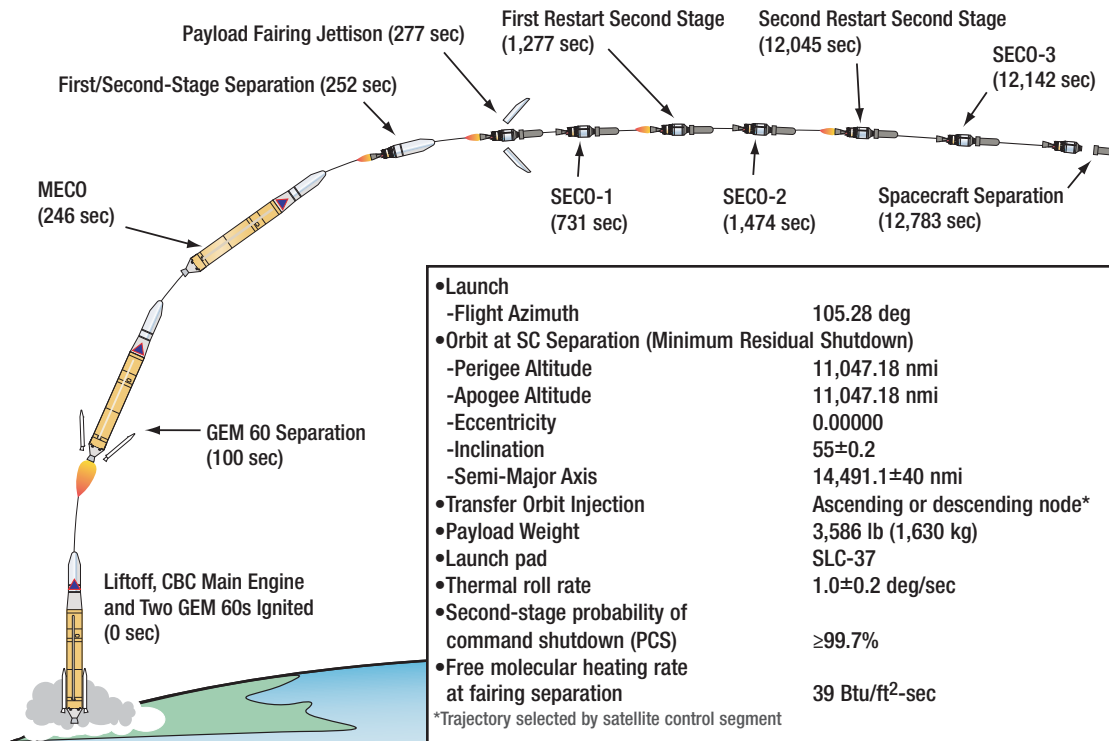 Payload Fairing Jettison (277 sec)
First Restart Second Stage
(1,277 sec)
Second Restart Second Stage
(12,045 sec)
SECO-3
(12,142 sec)
First/Second-Stage Separation (252 sec)
MECO
(246 sec)
SECO-1
(731 sec)
SECO-2
(1,474 sec)
Spacecraft Separation
(12,783 sec)
GEM 60 Separation
(100 sec)
Liftoff, CBC Main Engine
and Two GEM 60s Ignited
(0 sec)
•Launch
-Flight Azimuth 105.28 deg
•Orbit at SC Separation (Minimum Residual Shutdown)
-Perigee Altitude 11,047.18 nmi
-Apogee Altitude 11,047.18 nmi
-Eccentricity 0.00000
-Inclination 55±0.2
-Semi-Major Axis 14,491.1±40 nmi
•Transfer Orbit Injection Ascending or descending node*
•Payload Weight 3,586 lb (1,630 kg)
•Launch pad SLC-37
•Thermal roll rate 1.0±0.2 deg/sec
•Second-stage probability of
command shutdown (PCS) ≥99.7%
•Free molecular heating rate
at fairing separation 39 Btu/ft²-sec
*Trajectory selected by satellite control segment